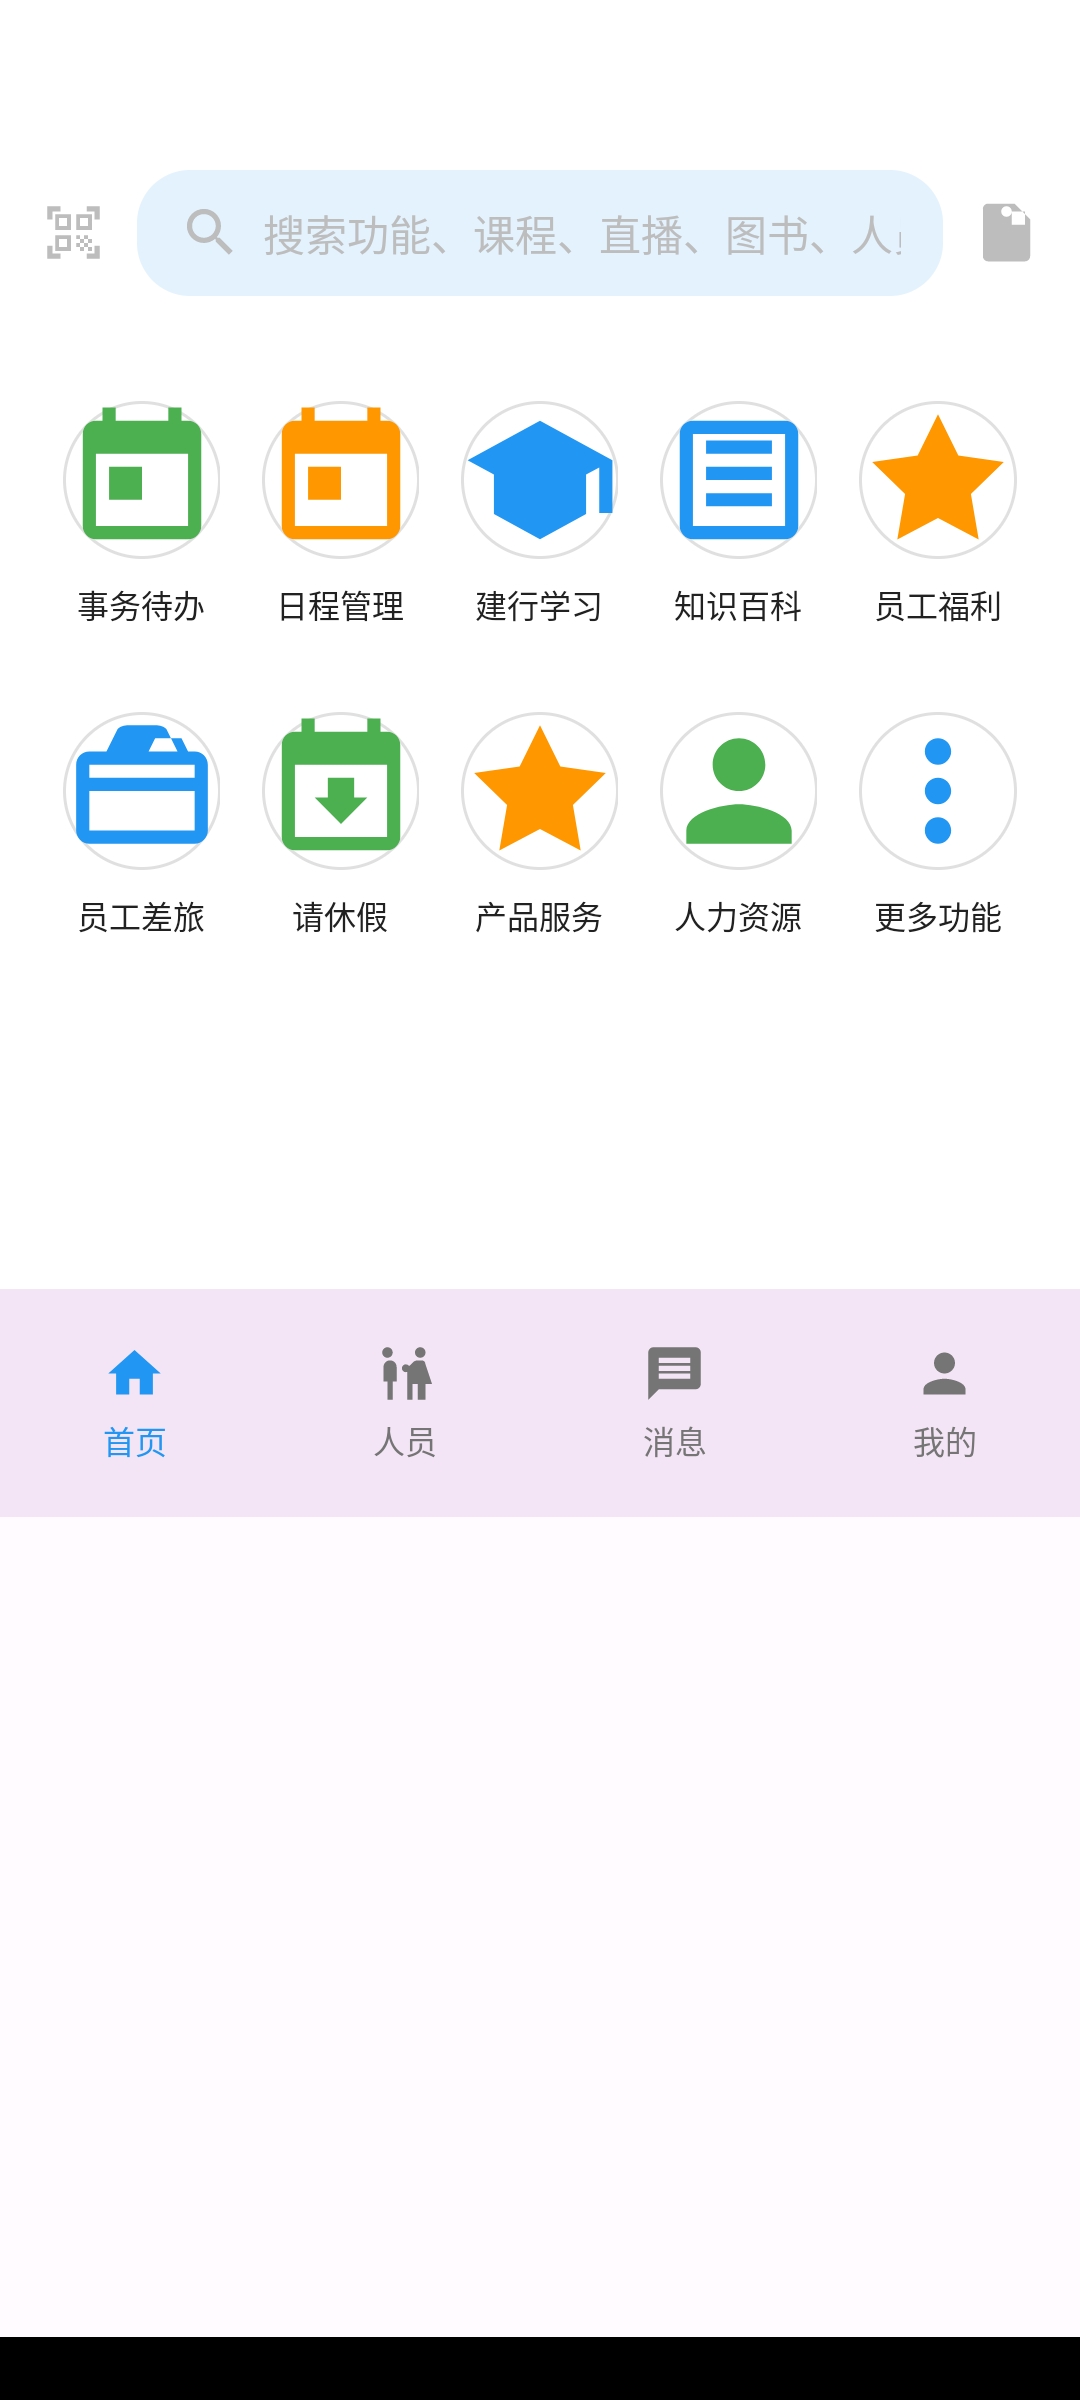 搜索功能、课程、直播、图书、人
事务待办 日程管理 建行学习 知识百科 员工福利
员工差旅 请休假 产品服务 人力资源 更多功能
首页 人员 消息 我的